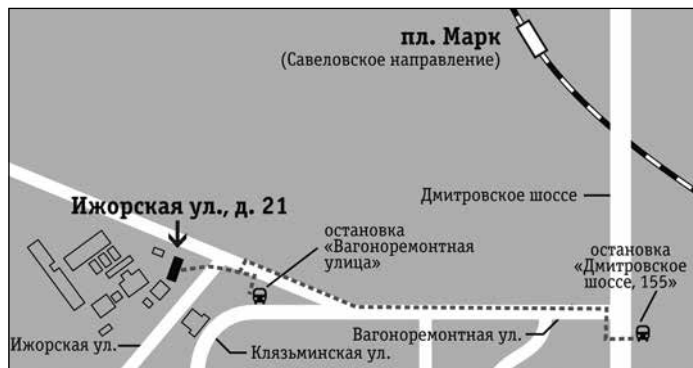 пл. Марк
(Савеловское направление)
Дмитровское шоссе
Ижорская ул., д. 21
остановка
«Вагоноремонтная
улица»
остановка
«Дмитровское
шоссе, 155»
Вагоноремонтная ул.
Ижорская ул.
Клязьминская ул.